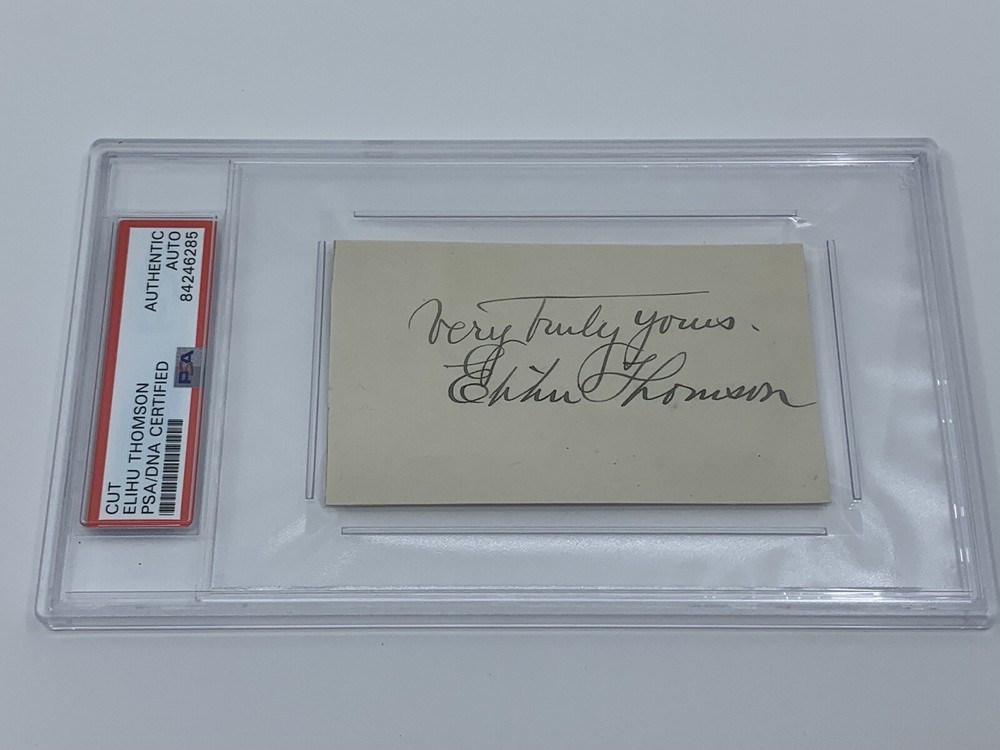 CUT
ELIHU THOMSON
PSA/DNA CERTIFIED
AUTHENTIC
AUTO
84246285
PSA
Very Truly Yours.
Elihu Thomson